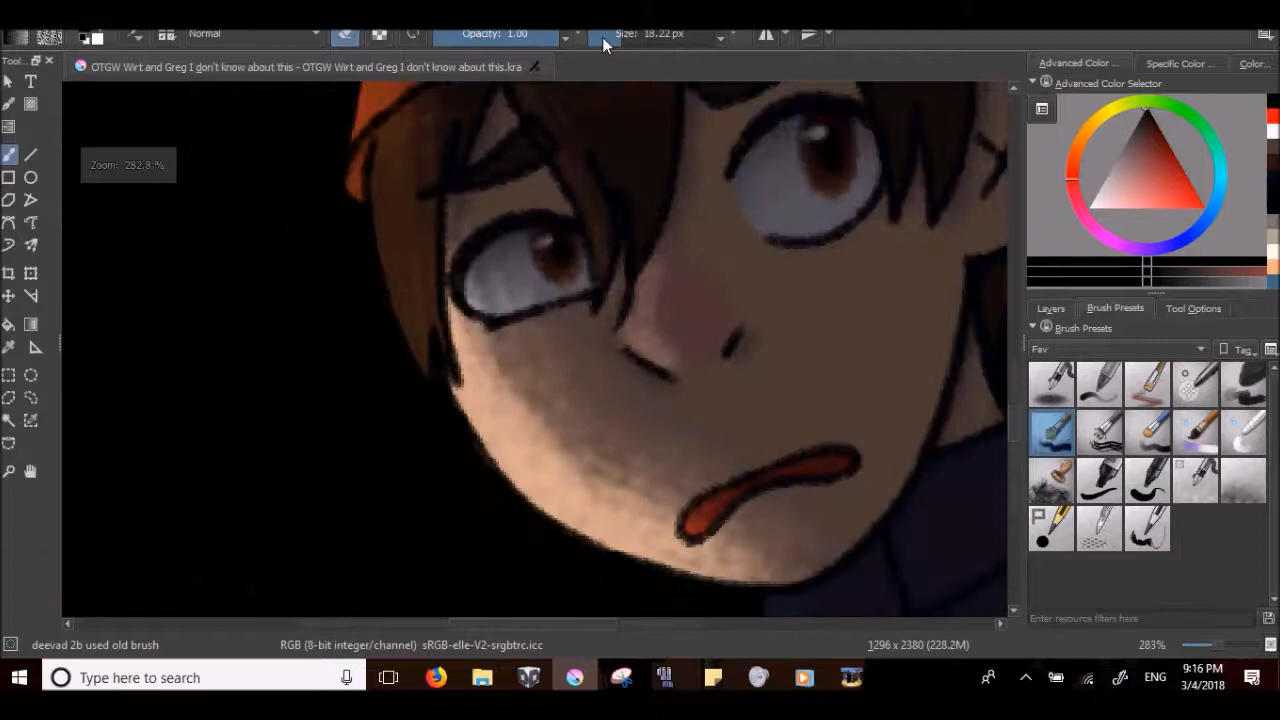 Normal
Opacity: 1.00
Size: 18.22 px
Tool...
OTGW Wirt and Greg I don't know about this - OTGW Wirt and Greg I don't know about this.kra
Advanced Color ...
Specific Color ...
Color...
Advanced Color Selector
T
Zoom: 282.8 %
Layers
Brush Presets
Tool Options
Brush Presets
Fav
Tag
P
Enter resource filters here
deevad 2b used old brush
RGB (8-bit integer/channel) sRGB-elle-V2-srgbtrc.icc
1296 x 2380 (228.2M)
283%
Type here to search
ENG
9:16 PM
3/4/2018